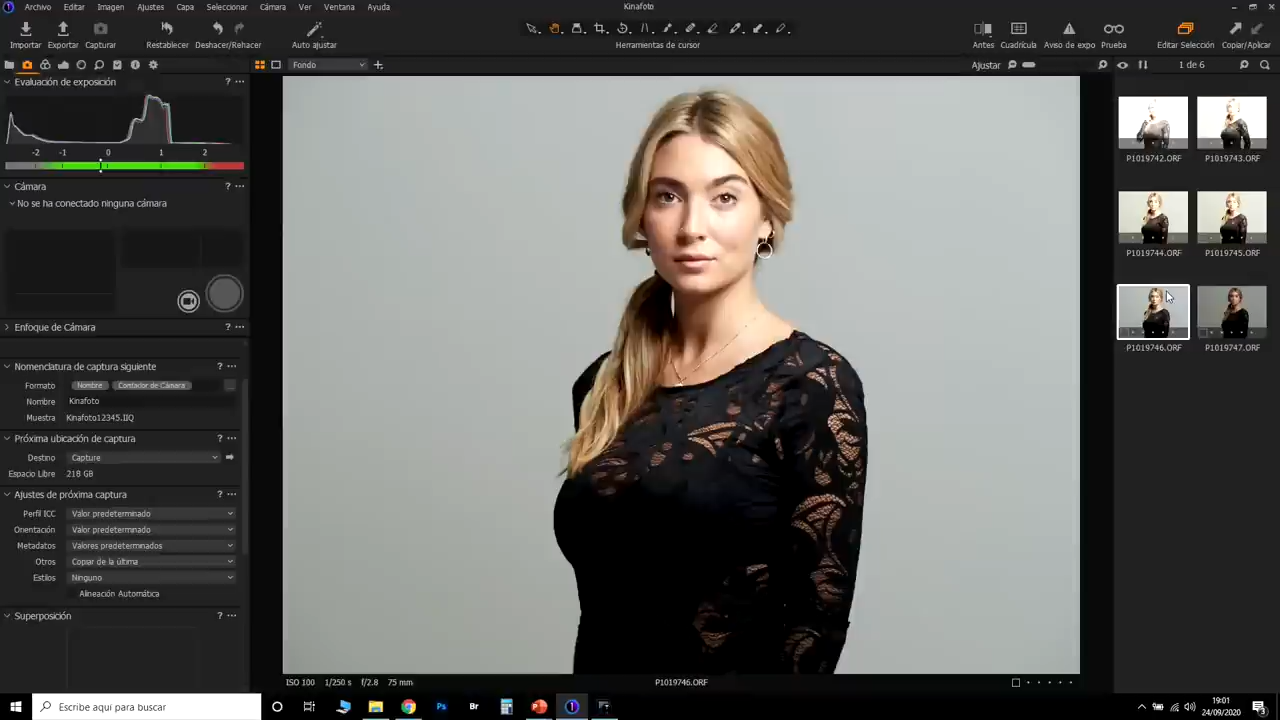 Archivo Editar Imagen Ajustes Capa Seleccionar Cámara Ver Ventana Ayuda
Kinafoto
Importar Exportar Capturar Restablecer Deshacer/Rehacer Auto ajustar
Herramientas de cursor
Antes Cuadrícula Aviso de expo Prueba Editar Selección Copiar/Aplicar
Fondo
Ajustar
1 de 6
Evaluación de exposición
-2 -1 0 1 2
Cámara
No se ha conectado ninguna cámara
Enfoque de Cámara
Nomenclatura de captura siguiente
Formato Nombre Contador de Cámara
Nombre Kinafoto
Muestra Kinafoto12345.IIQ
Próxima ubicación de captura
Destino Capture
Espacio Libre 218 GB
Ajustes de próxima captura
Perfil ICC Valor predeterminado
Orientación Valor predeterminado
Metadatos Valores predeterminados
Otros Copiar de la última
Estilos Ninguno
Alineación Automática
Superposición
P1019742.ORF P1019743.ORF
P1019744.ORF P1019745.ORF
P1019746.ORF P1019747.ORF
ISO 100 1/250 s f/2.8 75 mm
P1019746.ORF
Escribe aquí para buscar
Ps
Br
19:01
24/09/2020